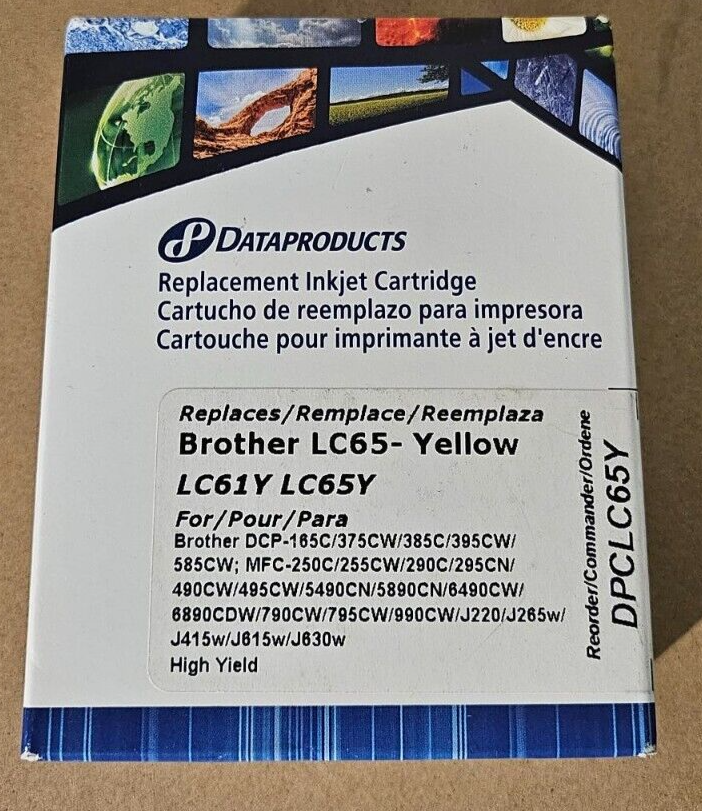 DATAPRODUCTS
Replacement Inkjet Cartridge
Cartucho de reemplazo para impresora
Cartouche pour imprimante à jet d'encre
Replaces/Remplace/Reemplaza
Brother LC65- Yellow
LC61Y LC65Y
For/Pour/Para
Brother DCP-165C/375CW/385C/395CW/
585CW; MFC-250C/255CW/290C/295CN/
490CW/495CW/5490CN/5890CN/6490CW/
6890CDW/790CW/795CW/990CW/J220/J265w/
J415w/J615w/J630w
High Yield
Reorder/Commander/Ordene
DPCLC65Y